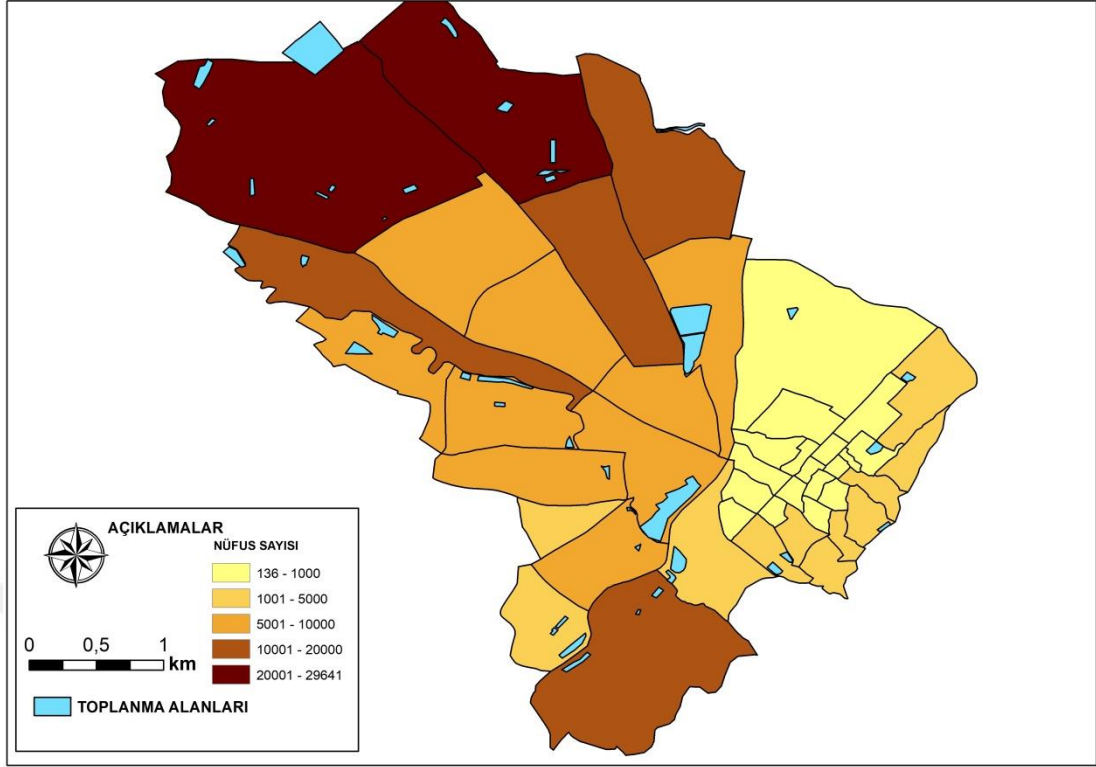 AÇIKLAMALAR
NÜFUS SAYISI
136 - 1000
1001 - 5000
5001 - 10000
10001 - 20000
20001 - 29641
0 0,5 1
km
TOPLANMA ALANLARI